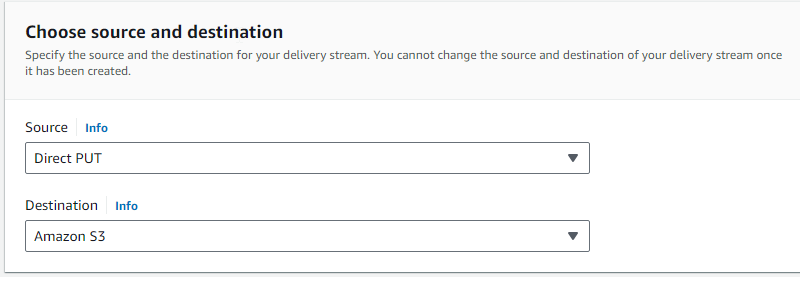 Choose source and destination
Specify the source and the destination for your delivery stream. You cannot change the source and destination of your delivery stream once
it has been created.
Source Info
Direct PUT
Destination Info
Amazon S3